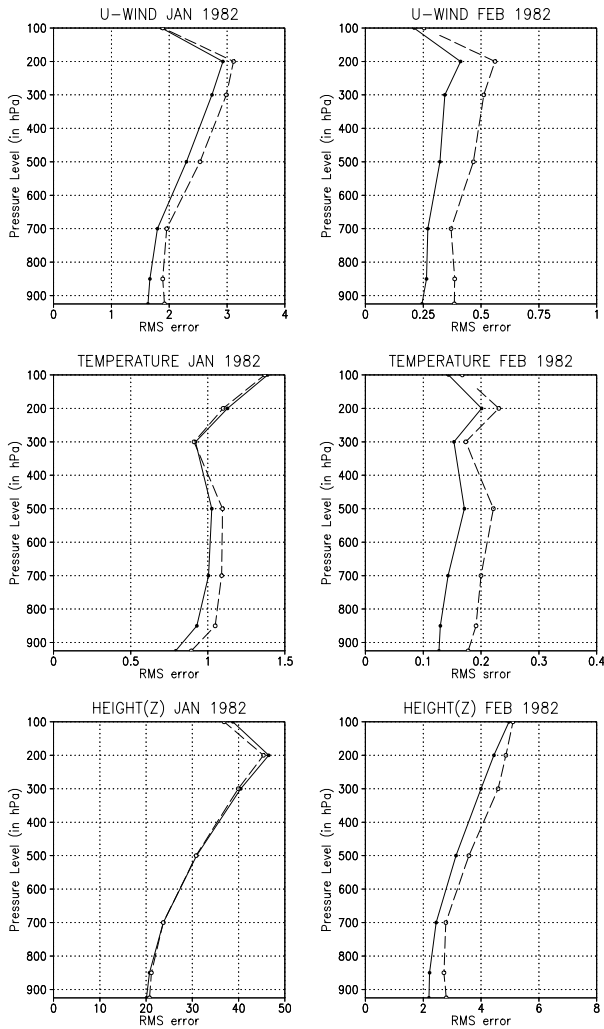 U-WIND JAN 1982
100
200
300
400
500
600
700
800
900
Pressure Level (in hPa)
0 1 2 3 4
RMS error
U-WIND FEB 1982
100
200
300
400
500
600
700
800
900
Pressure Level (in hPa)
0 0.25 0.5 0.75 1
RMS error
TEMPERATURE JAN 1982
100
200
300
400
500
600
700
800
900
Pressure Level (in hPa)
0 0.5 1 1.5
RMS error
TEMPERATURE FEB 1982
100
200
300
400
500
600
700
800
900
Pressure Level (in hPa)
0 0.1 0.2 0.3 0.4
RMS srror
HEIGHT(Z) JAN 1982
100
200
300
400
500
600
700
800
900
Pressure Level (in hPa)
0 10 20 30 40 50
RMS error
HEIGHT(Z) FEB 1982
100
200
300
400
500
600
700
800
900
Pressure Level (in hPa)
0 2 4 6 8
RMS error